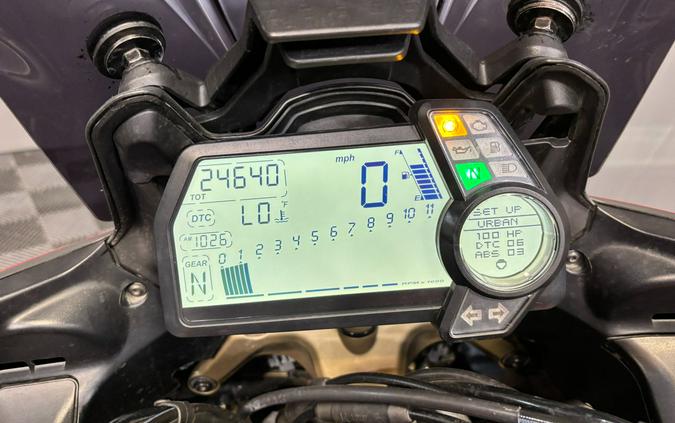 24640
TOT
mph
0
F
E
DTC
LO °F
AM 1026
GEAR
N
0 1 2 3 4 5 6 7 8 9 10 11
RPM x 1000
N
SET UP
URBAN
100 HP
DTC 06
ABS 03